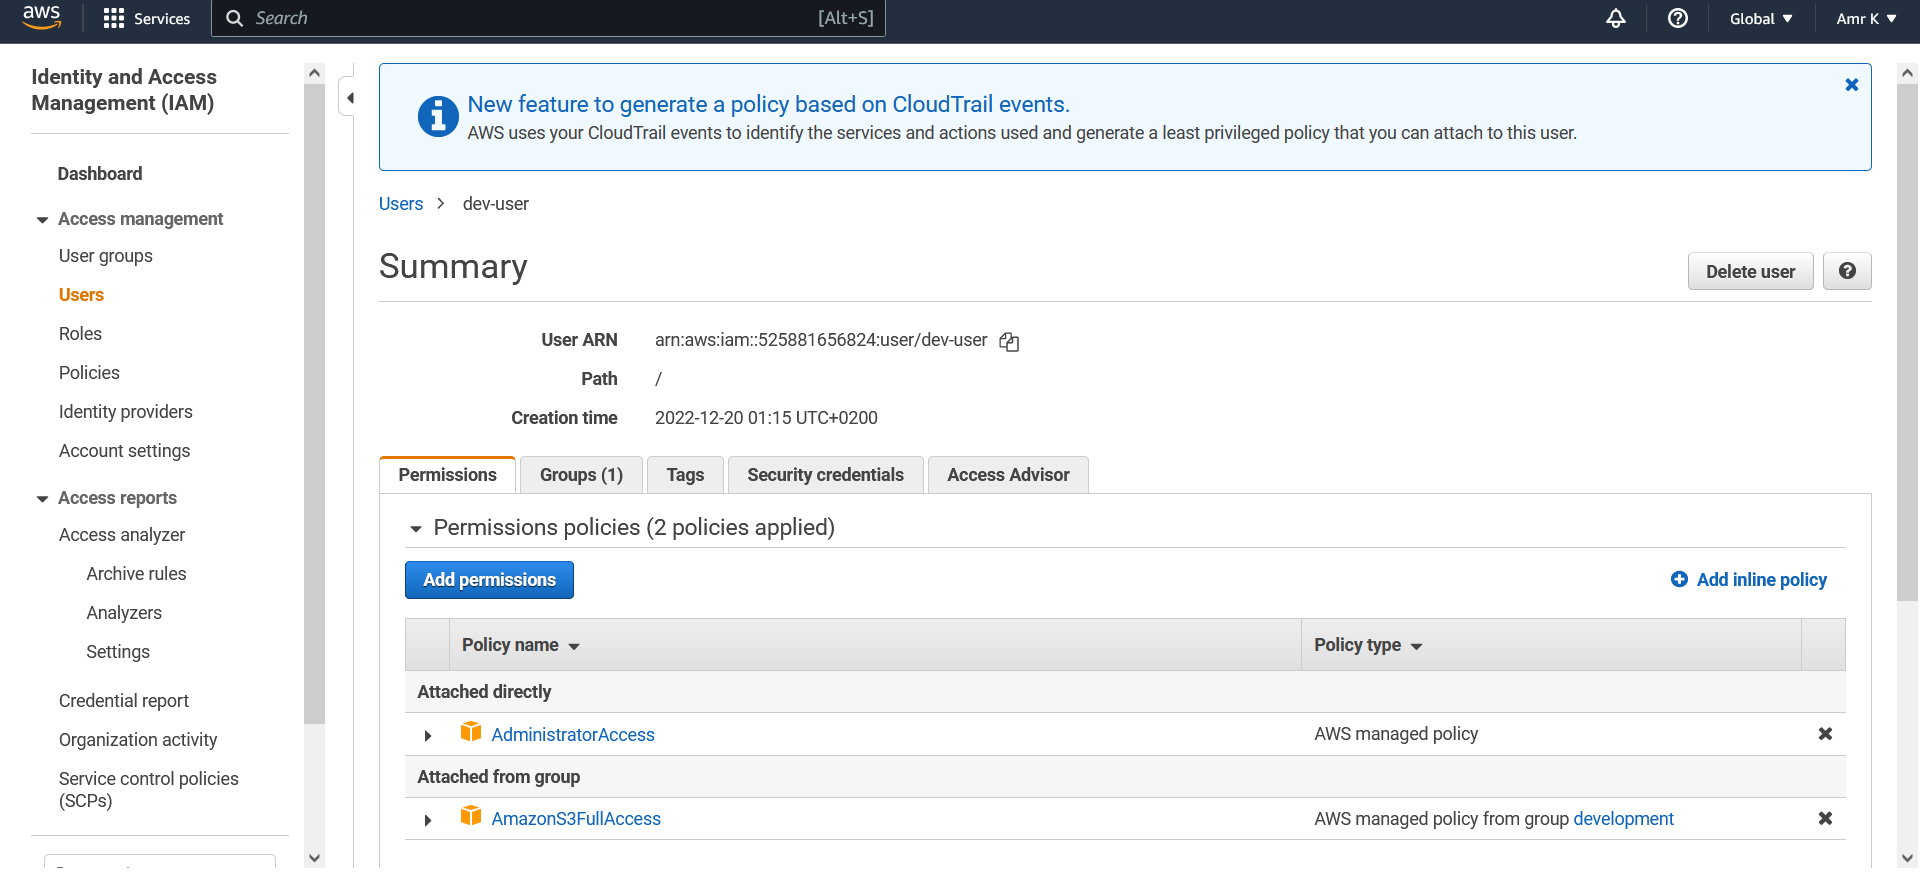 aws
Services
Search
[Alt+S]
Global
Amr K
Identity and Access
Management (IAM)
Dashboard
Access management
User groups
Users
Roles
Policies
Identity providers
Account settings
Access reports
Access analyzer
Archive rules
Analyzers
Settings
Credential report
Organization activity
Service control policies
(SCPs)
New feature to generate a policy based on CloudTrail events.
AWS uses your CloudTrail events to identify the services and actions used and generate a least privileged policy that you can attach to this user.
Users > dev-user
Summary
Delete user
User ARN arn:aws:iam::525881656824:user/dev-user
Path /
Creation time 2022-12-20 01:15 UTC+0200
Permissions
Groups (1)
Tags
Security credentials
Access Advisor
Permissions policies (2 policies applied)
Add permissions
Add inline policy
Policy name
Policy type
Attached directly
AdministratorAccess
AWS managed policy
Attached from group
AmazonS3FullAccess
AWS managed policy from group development